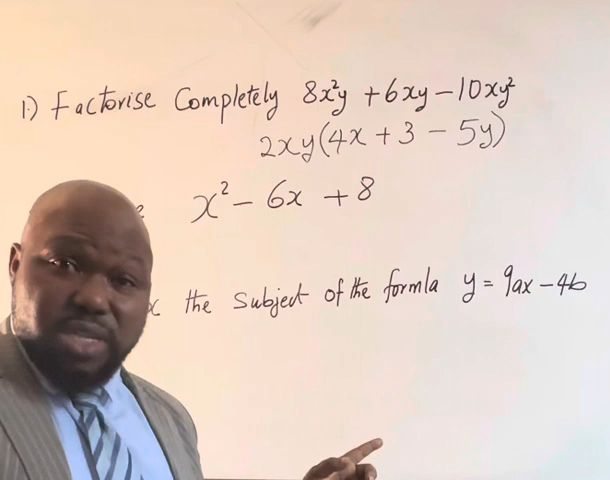 1.) Factorise Completely 8x²y + 6xy - 10xy²
2xy(4x + 3 - 5y)
x² - 6x + 8
x the subject of the formla y = 9ax - 4b